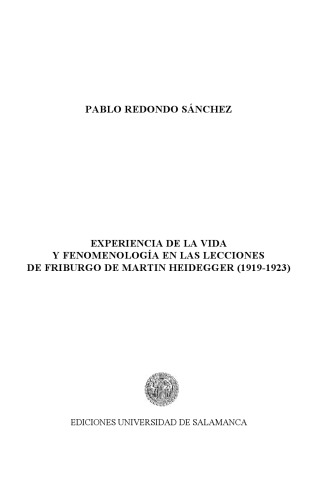 PABLO REDONDO SÁNCHEZ
EXPERIENCIA DE LA VIDA
Y FENOMENOLOGÍA EN LAS LECCIONES
DE FRIBURGO DE MARTIN HEIDEGGER (1919-1923)
EDICIONES UNIVERSIDAD DE SALAMANCA